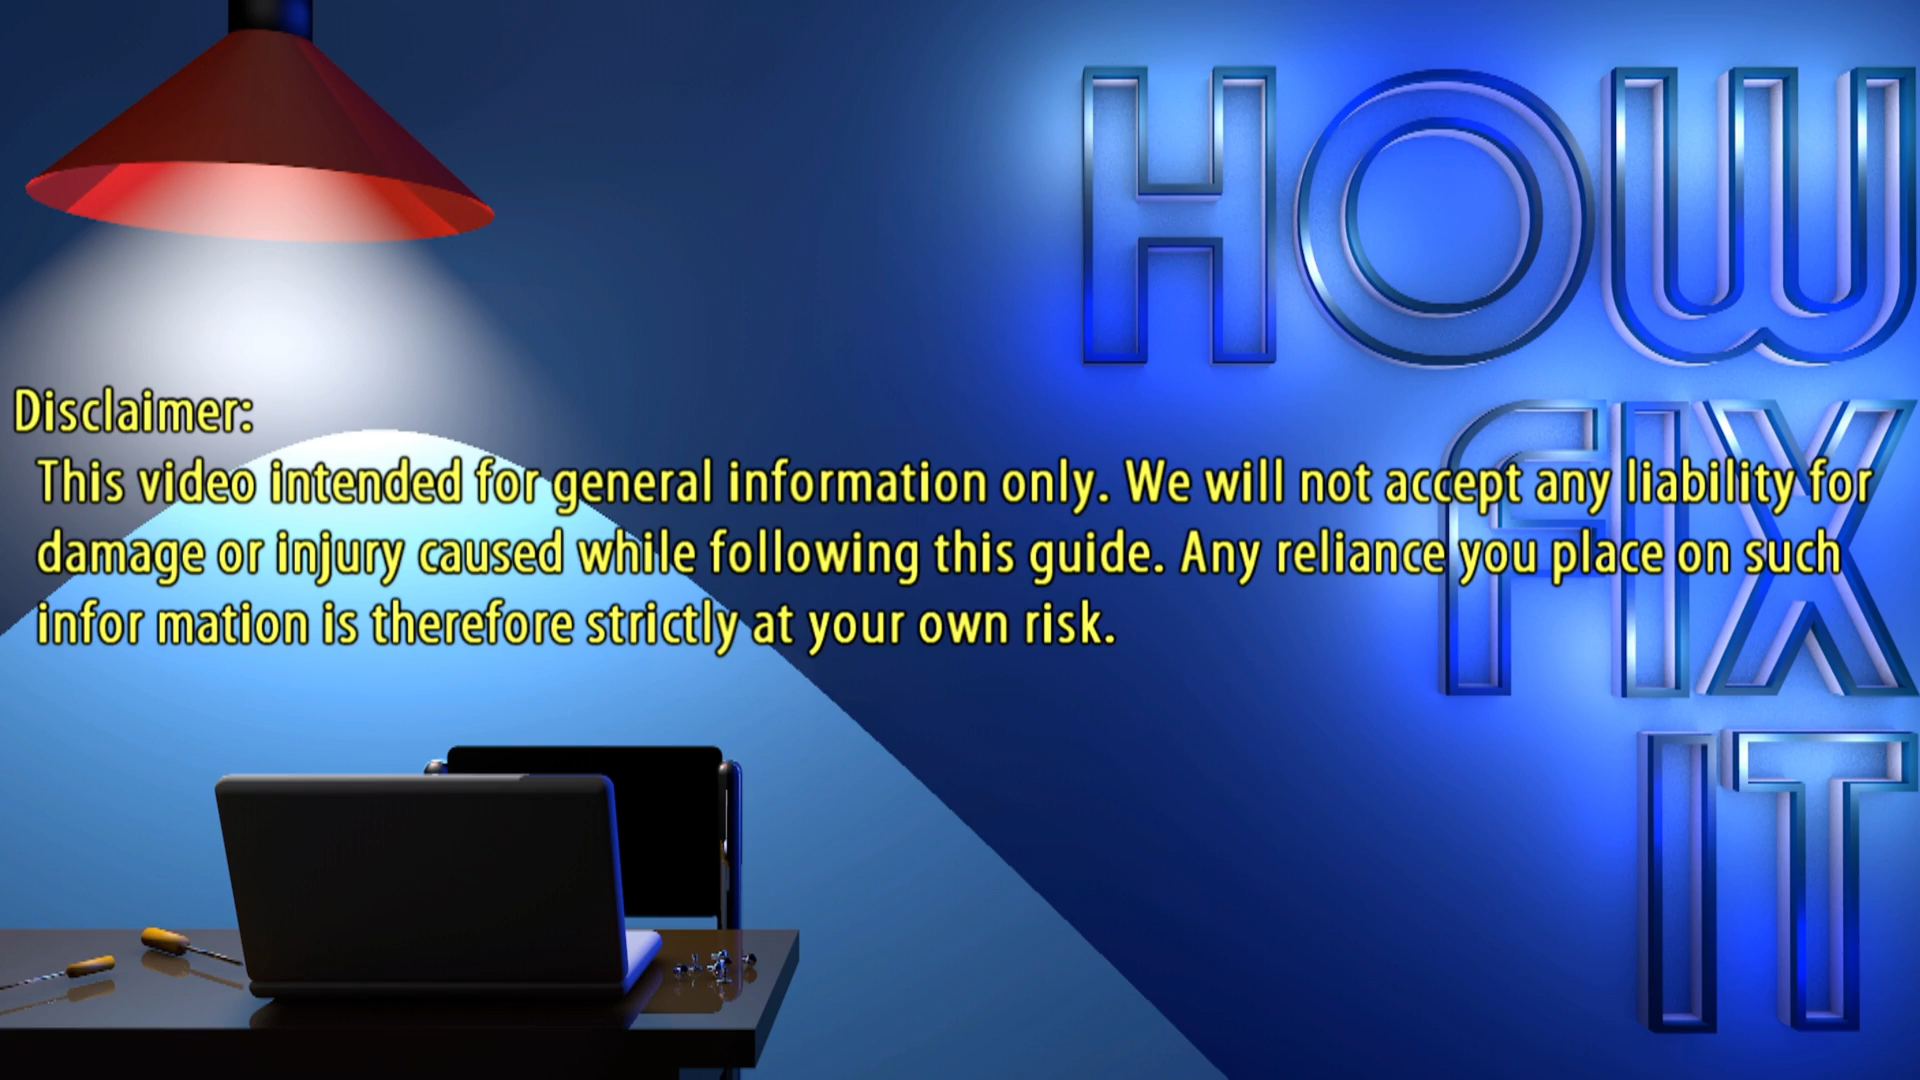 HOW
FIX
IT
Disclaimer:
This video intended for general information only. We will not accept any liability for
damage or injury caused while following this guide. Any reliance you place on such
infor mation is therefore strictly at your own risk.